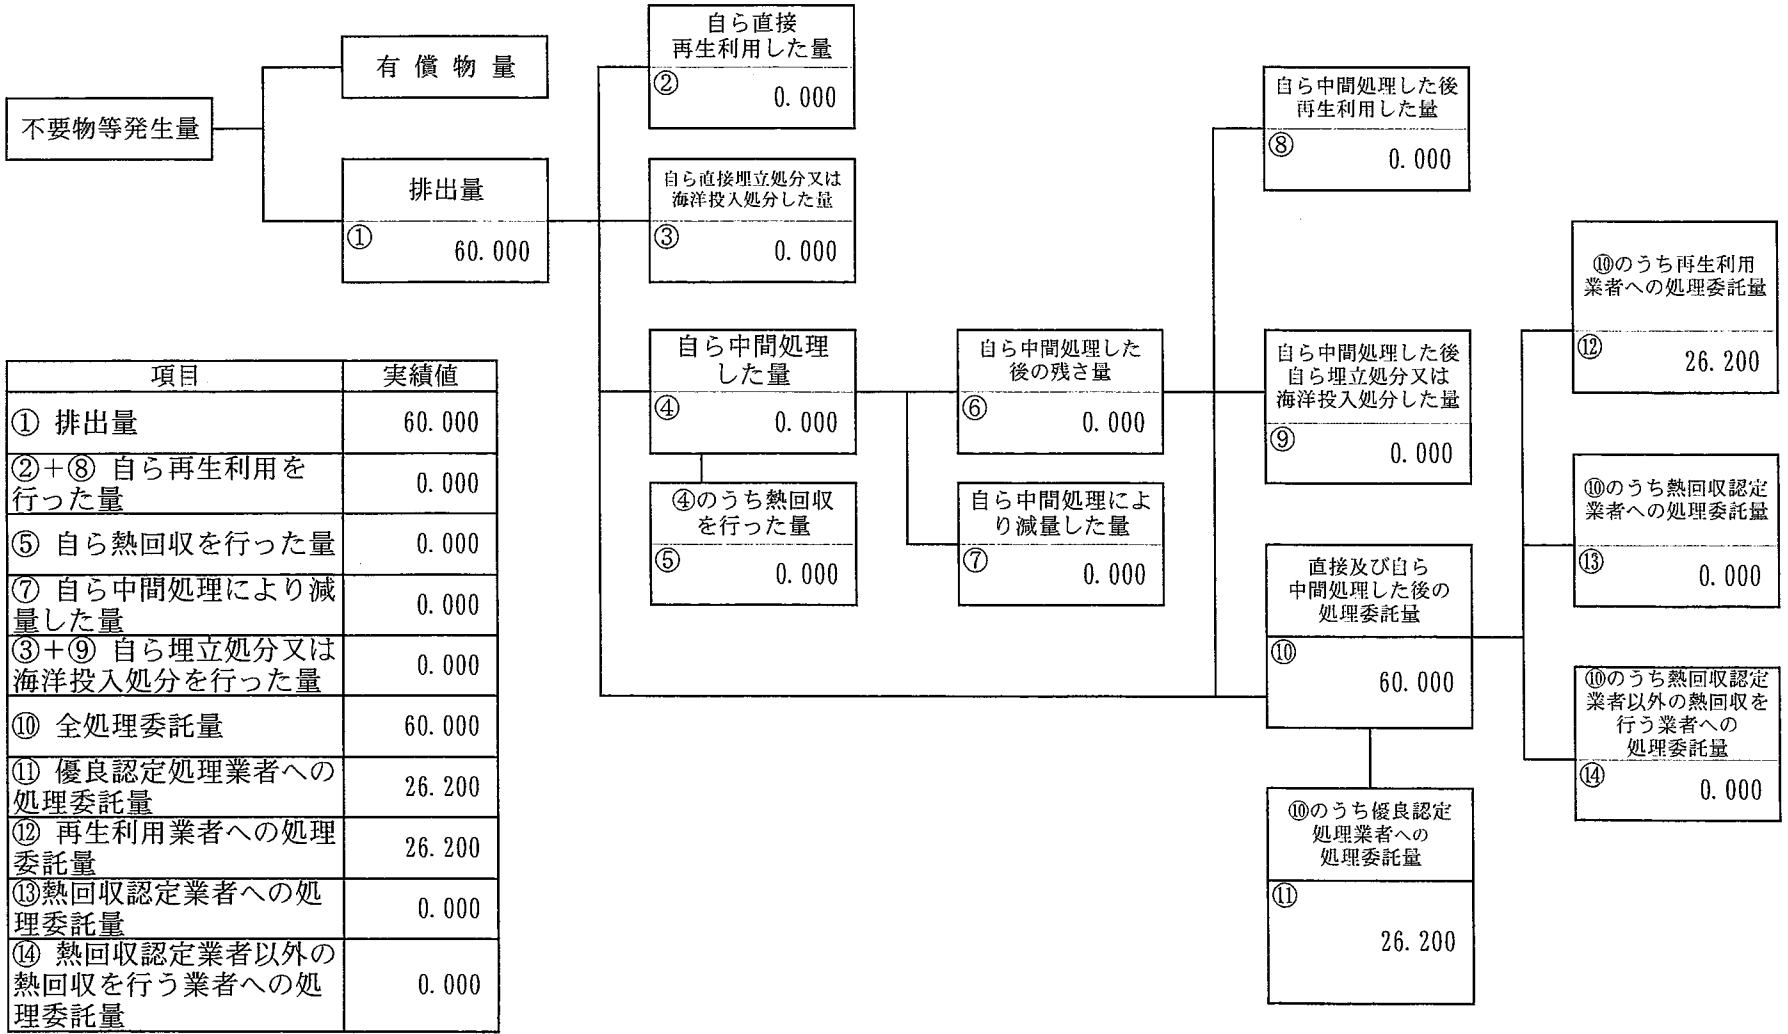 不要物等発生量
有償物量
排出量
①
60.000
自ら直接
再生利用した量
②
0.000
自ら直接埋立処分又は
海洋投入処分した量
③
0.000
自ら中間処理
した量
④
0.000
④のうち熱回収
を行った量
⑤
0.000
自ら中間処理した
後の残さ量
⑥
0.000
自ら中間処理によ
り減量した量
⑦
0.000
自ら中間処理した後
再生利用した量
⑧
0.000
自ら中間処理した後
自ら埋立処分又は
海洋投入処分した量
⑨
0.000
直接及び自ら
中間処理した後の
処理委託量
⑩
60.000
⑩のうち優良認定
処理業者への
処理委託量
⑪
26.200
⑩のうち再生利用
業者への処理委託量
⑫
26.200
⑩のうち熱回収認定
業者への処理委託量
⑬
0.000
⑩のうち熱回収認定
業者以外の熱回収を
行う業者への
処理委託量
⑭
0.000
項目 実績値
① 排出量 60.000
②+⑧ 自ら再生利用を
行った量 0.000
⑤ 自ら熱回収を行った量 0.000
⑦ 自ら中間処理により減
量した量 0.000
③+⑨ 自ら埋立処分又は
海洋投入処分を行った量 0.000
⑩ 全処理委託量 60.000
⑪ 優良認定処理業者への
処理委託量 26.200
⑫ 再生利用業者への処理
委託量 26.200
⑬熱回収認定業者への処
理委託量 0.000
⑭ 熱回収認定業者以外の
熱回収を行う業者への処
理委託量 0.000